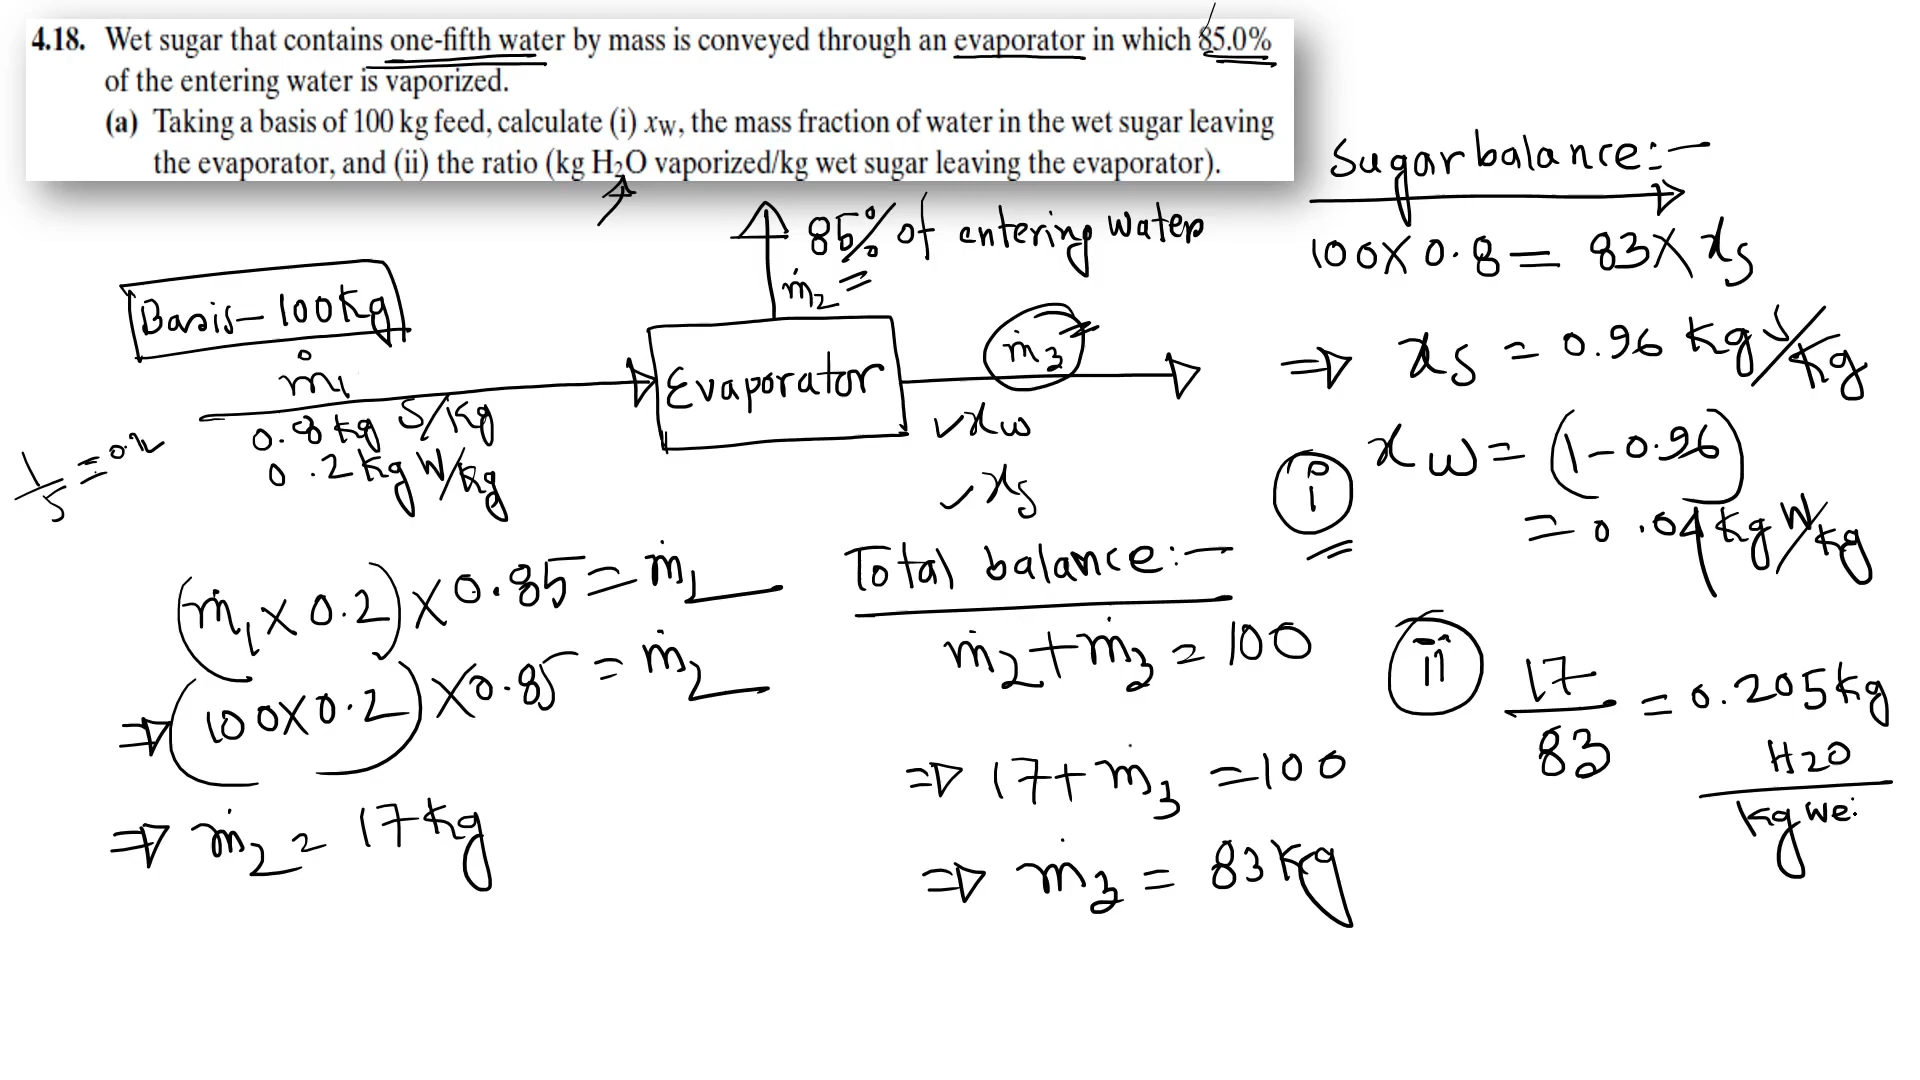 4.18. Wet sugar that contains one-fifth water by mass is conveyed through an evaporator in which 85.0%
of the entering water is vaporized.
(a) Taking a basis of 100 kg feed, calculate (i) xW, the mass fraction of water in the wet sugar leaving
the evaporator, and (ii) the ratio (kg H₂O vaporized/kg wet sugar leaving the evaporator).
85% of entering water
ṁ₂ =
Basis – 100 Kg
ṁ₁
0.8 kg S/Kg
0.2 kg W/kg
1/5 = 0.2
Evaporator
ṁ₃
xw
xs
(ṁ₁ × 0.2) × 0.85 = ṁ₂
⇒ (100 × 0.2) × 0.85 = ṁ₂
⇒ ṁ₂ = 17 kg
Total balance:-
ṁ₂ + ṁ₃ = 100
⇒ 17 + ṁ₃ = 100
⇒ ṁ₃ = 83 kg
Sugar balance:-
100 × 0.8 = 83 × xs
⇒ xs = 0.96 kg S/kg
i
xw = (1 – 0.96)
= 0.04 kg W/kg
ii
17/83 = 0.205 kg
H2O
kg we